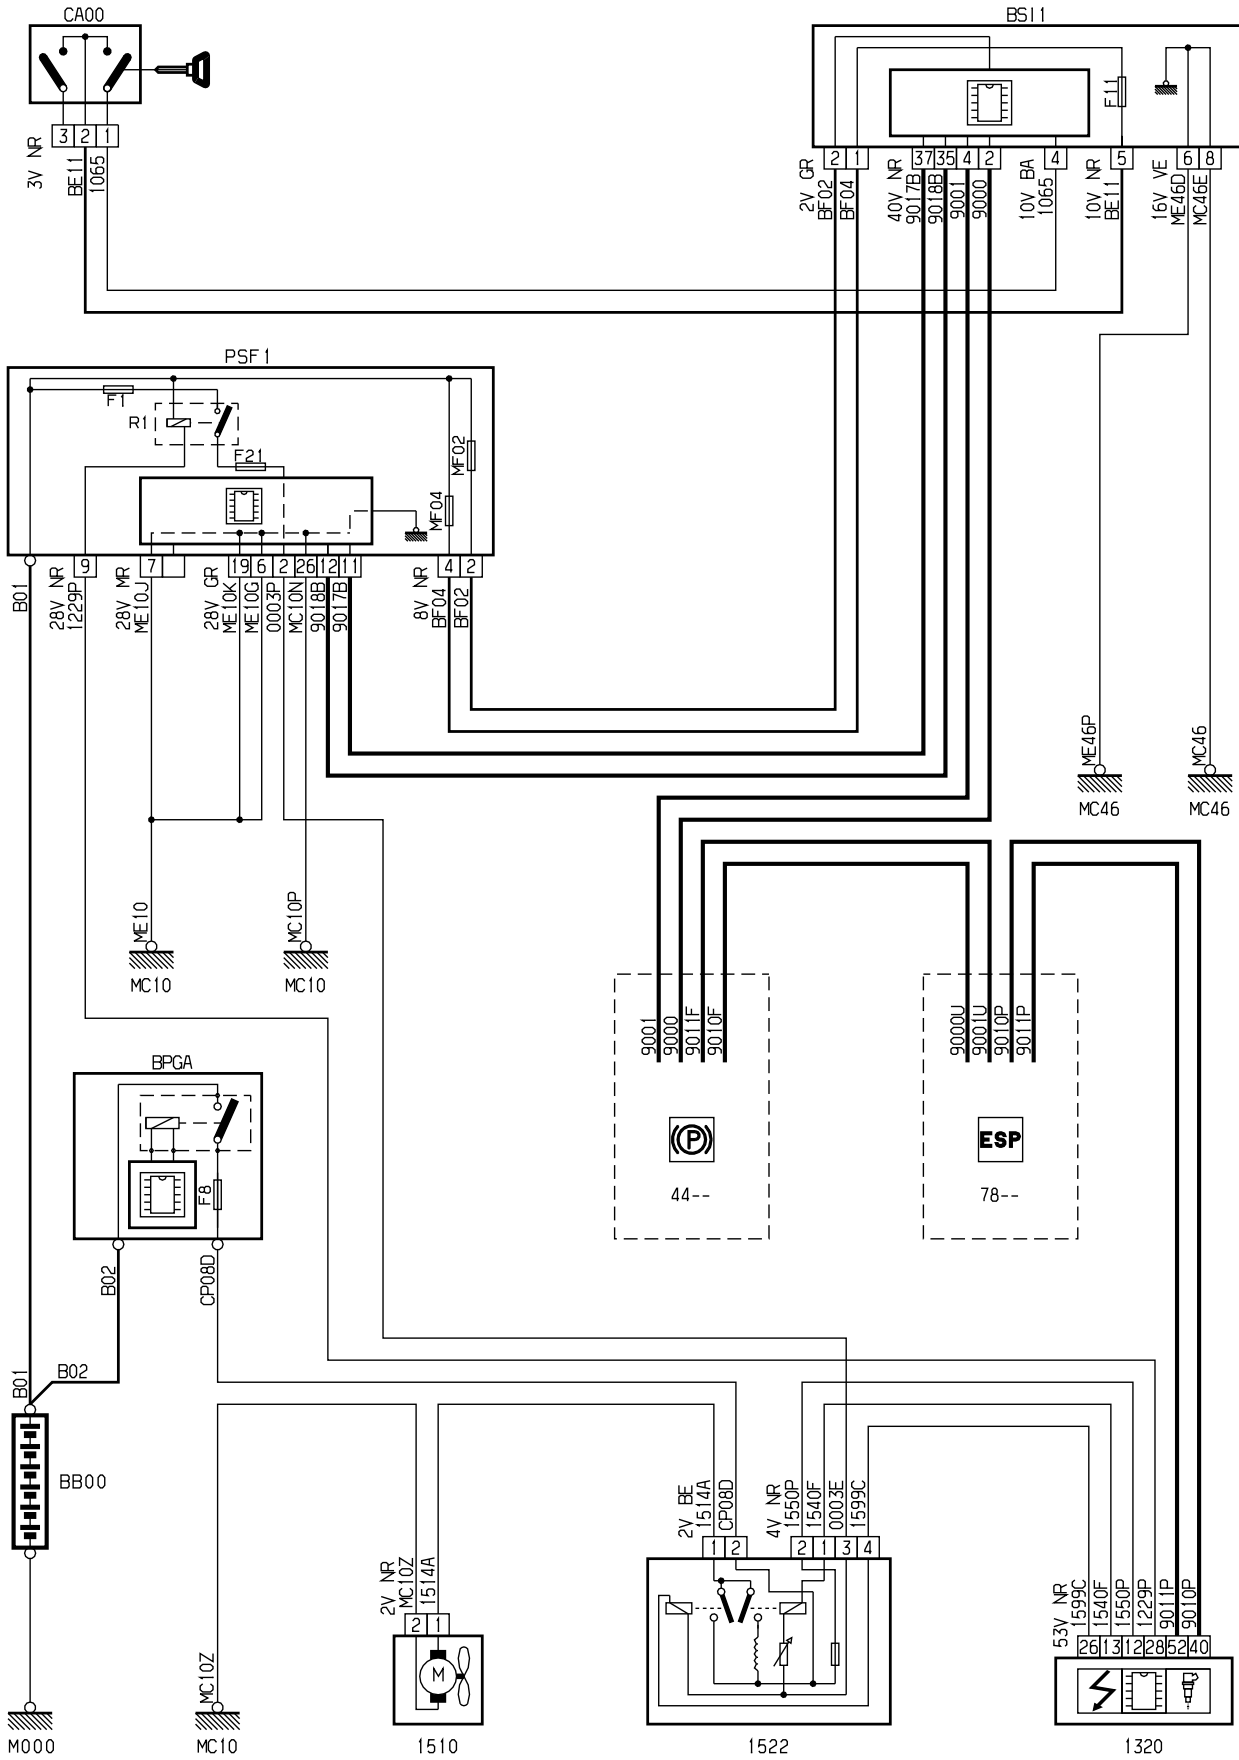 CA00
BSI1
F11
3 2 1
3V NR
BE11
1065
2 1
37 35 4 2
4
5
6 8
2V GR
BF02
BF04
40V NR
9017B
9018B
9001
9000
10V BA
1065
10V NR
BE11
16V VE
ME46D
MC46E
PSF1
F1
R1
F21
MF02
MF04
9
7
19 6 2 26 12 11
4 2
B01
28V NR
1229P
28V MR
ME10J
28V GR
ME10K
ME10G
0003P
MC10N
9018B
9017B
8V NR
BF04
BF02
ME46P
MC46
MC46
MC46
ME10
MC10P
MC10
MC10
9001
9000
9011F
9010F
9000U
9001U
9010P
9011P
BPGA
P
ESP
44--
78--
F8
B02
CP08D
B01
B02
BB00
2V BE
1514A
CP08D
4V NR
1550P
1540F
0003E
1599C
1 2
2 1 3 4
2V NR
MC10Z
1514A
2 1
M
53V NR
1599C
1540F
1550P
1229P
9011P
9010P
26 13 12 28 52 40
MC10Z
M000
MC10
1510
1522
1320